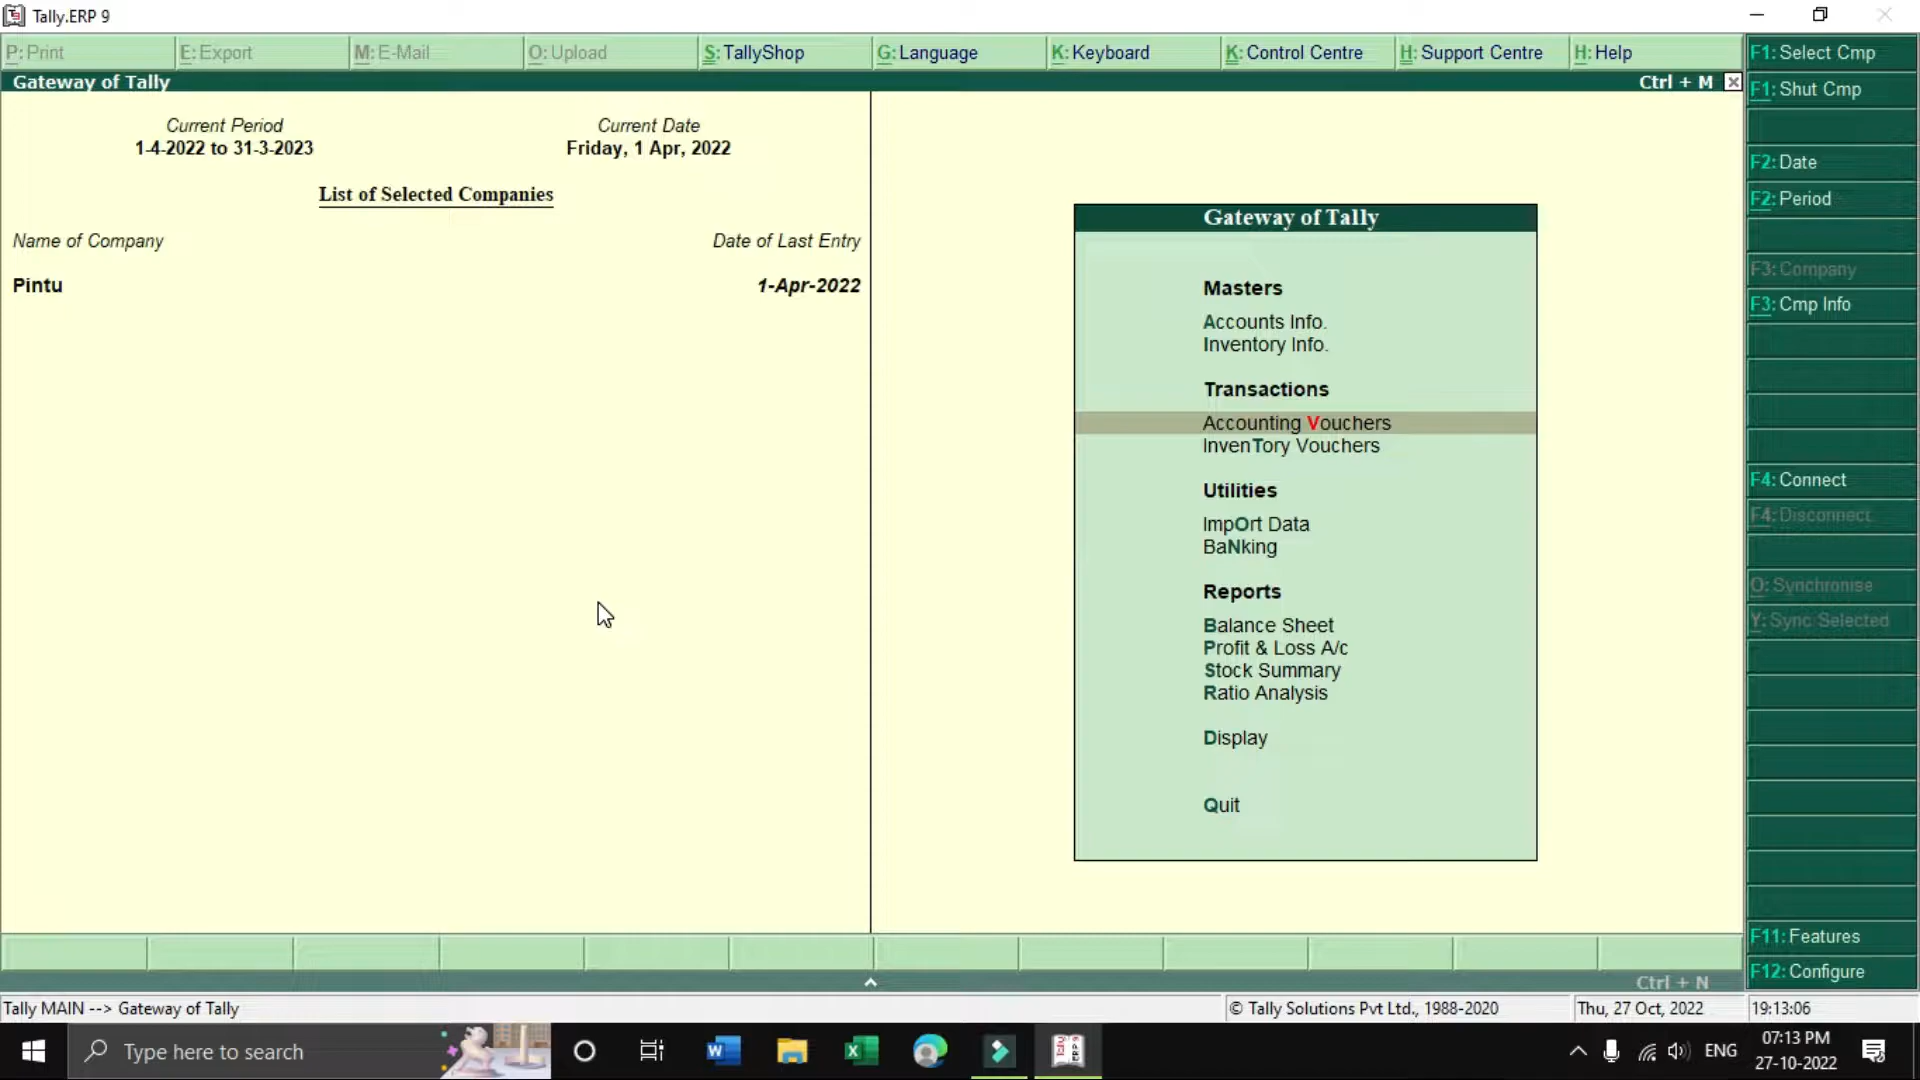 Tally.ERP 9
P: Print E: Export M: E-Mail O: Upload S: TallyShop G: Language K: Keyboard K: Control Centre H: Support Centre H: Help
Gateway of Tally Ctrl + M
Current Period Current Date
1-4-2022 to 31-3-2023 Friday, 1 Apr, 2022
List of Selected Companies
Name of Company Date of Last Entry
Pintu 1-Apr-2022
Gateway of Tally
Masters
Accounts Info.
Inventory Info.
Transactions
Accounting Vouchers
InvenTory Vouchers
Utilities
ImpOrt Data
BaNking
Reports
Balance Sheet
Profit & Loss A/c
Stock Summary
Ratio Analysis
Display
Quit
F1: Select Cmp
F1: Shut Cmp
F2: Date
F2: Period
F3: Company
F3: Cmp Info
F4: Connect
F4: Disconnect
O: Synchronise
Y: Sync Selected
F11: Features
F12: Configure
Ctrl + N
Tally MAIN --> Gateway of Tally © Tally Solutions Pvt Ltd., 1988-2020 Thu, 27 Oct, 2022 19:13:06
Type here to search ENG 07:13 PM
27-10-2022